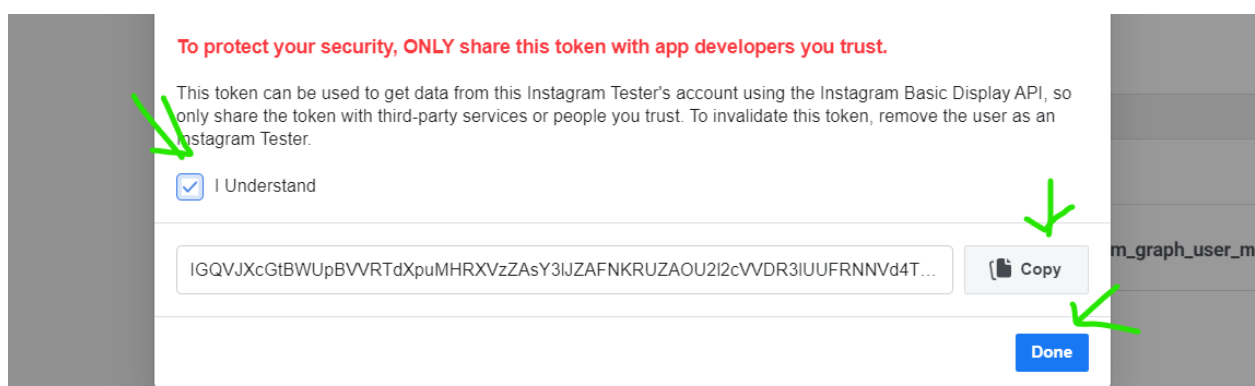 To protect your security, ONLY share this token with app developers you trust.
This token can be used to get data from this Instagram Tester's account using the Instagram Basic Display API, so
only share the token with third-party services or people you trust. To invalidate this token, remove the user as an
Instagram Tester.
I Understand
IGQVJXcGtBWUpBVVRTdXpuMHRXVzZAsY3lJZAFNKRUZAOU2l2cVVDR3lUUFRNNVd4T...
Copy
m_graph_user_m
Done